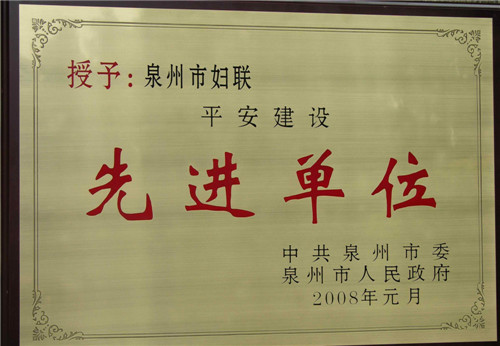 授予：泉州市妇联
平安建设
先进单位
中共泉州市委
泉州市人民政府
2008年元月